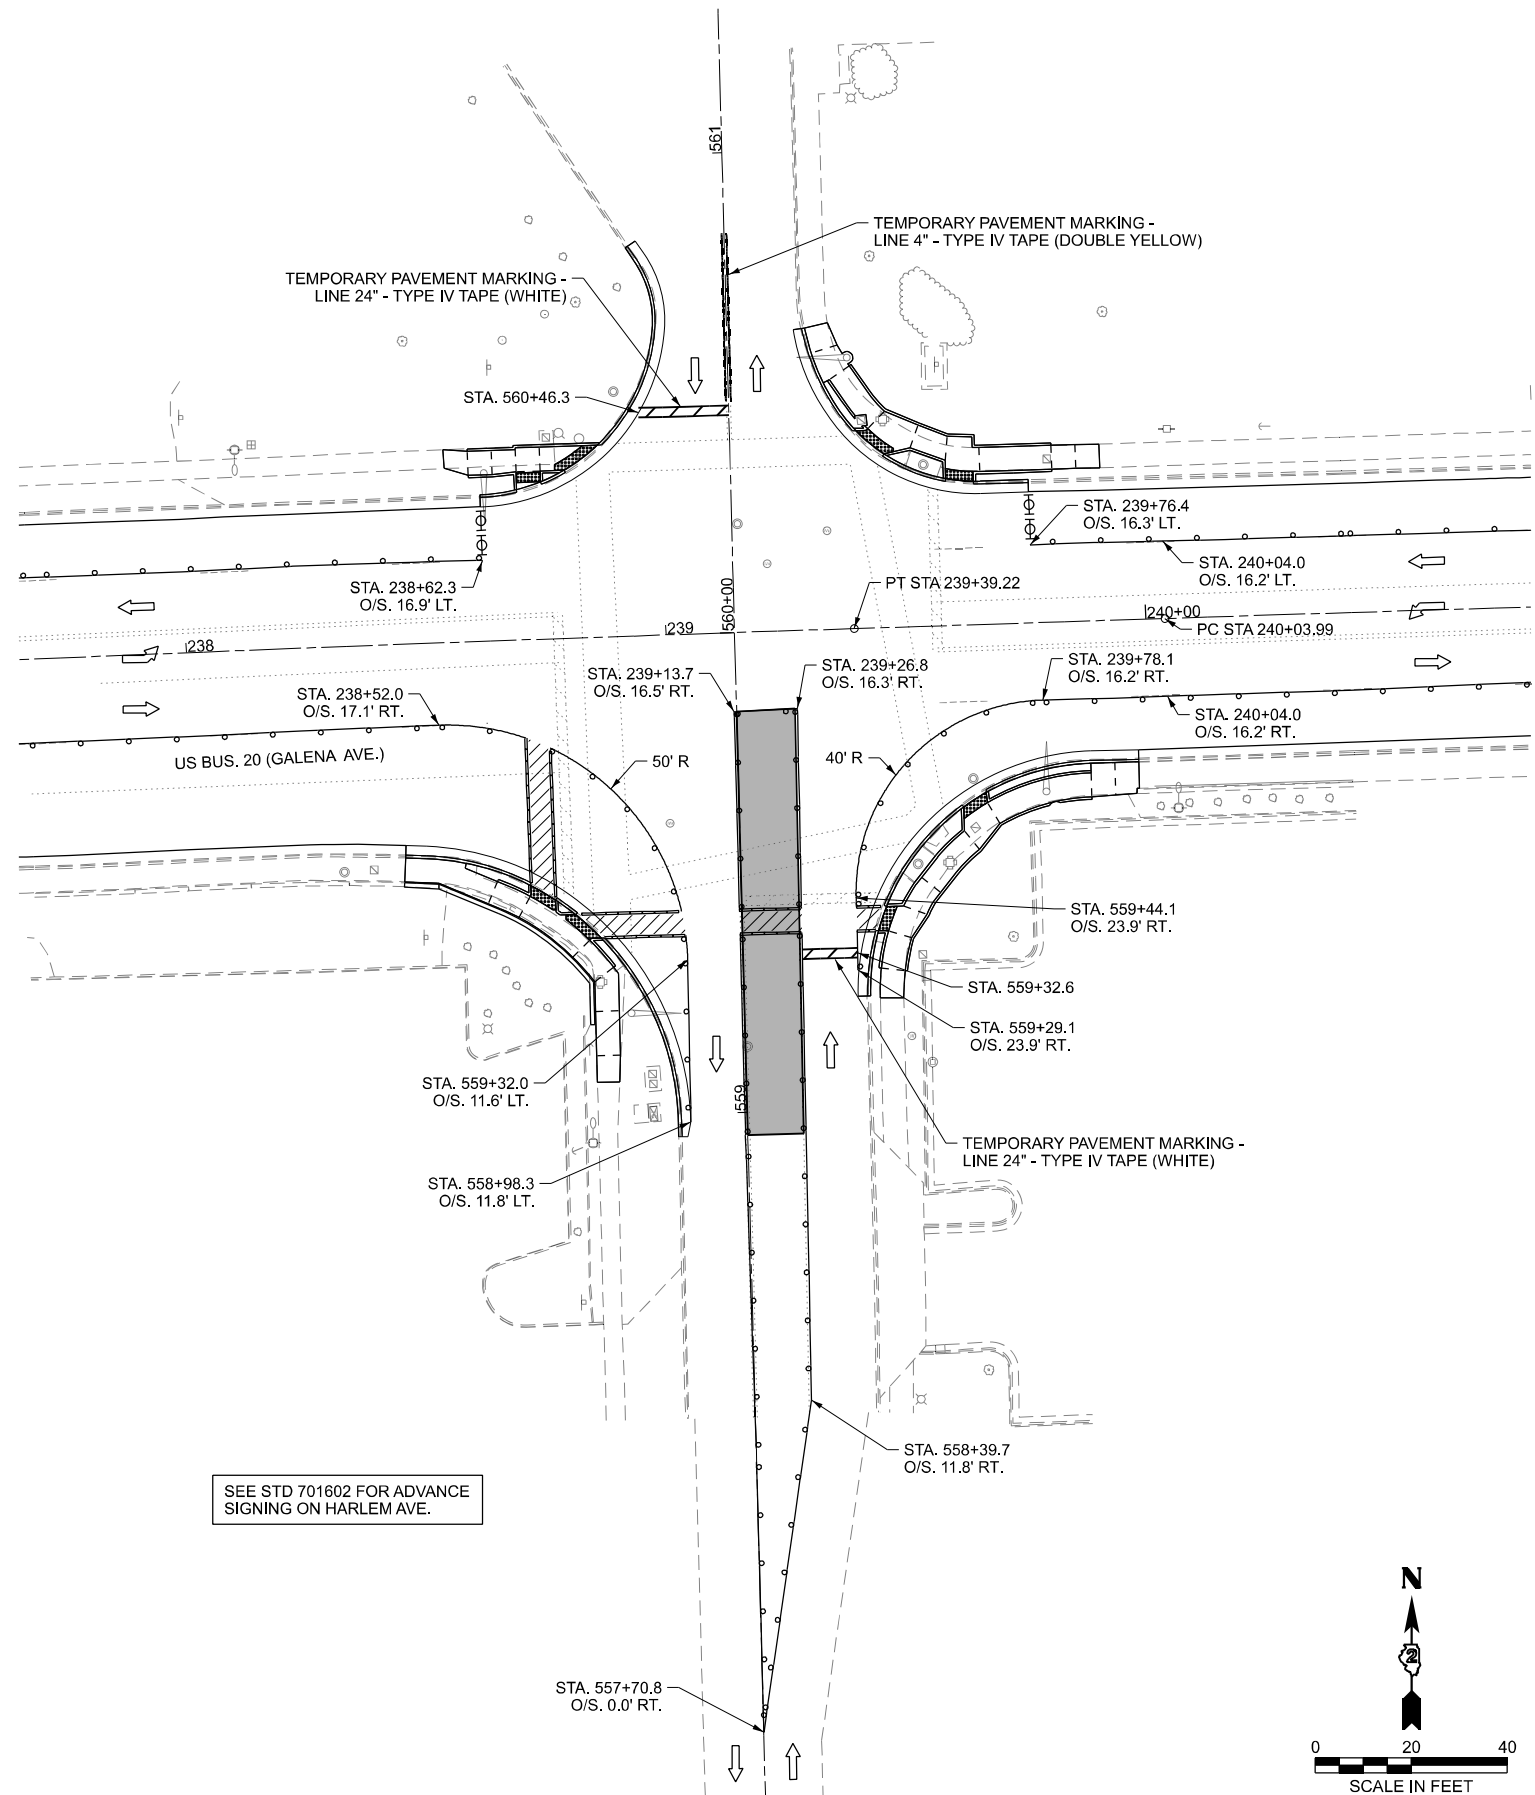 561
TEMPORARY PAVEMENT MARKING -
LINE 4" - TYPE IV TAPE (DOUBLE YELLOW)
TEMPORARY PAVEMENT MARKING -
LINE 24" - TYPE IV TAPE (WHITE)
STA. 560+46.3
STA. 239+76.4
O/S. 16.3' LT.
STA. 240+04.0
O/S. 16.2' LT.
STA. 238+62.3
O/S. 16.9' LT.
PT STA 239+39.22
560+00
240+00
PC STA 240+03.99
239
238
STA. 239+13.7
O/S. 16.5' RT.
STA. 239+26.8
O/S. 16.3' RT.
STA. 239+78.1
O/S. 16.2' RT.
STA. 238+52.0
O/S. 17.1' RT.
STA. 240+04.0
O/S. 16.2' RT.
US BUS. 20 (GALENA AVE.)
50' R
40' R
STA. 559+44.1
O/S. 23.9' RT.
STA. 559+32.6
STA. 559+29.1
O/S. 23.9' RT.
STA. 559+32.0
O/S. 11.6' LT.
559
TEMPORARY PAVEMENT MARKING -
LINE 24" - TYPE IV TAPE (WHITE)
STA. 558+98.3
O/S. 11.8' LT.
STA. 558+39.7
O/S. 11.8' RT.
SEE STD 701602 FOR ADVANCE
SIGNING ON HARLEM AVE.
STA. 557+70.8
O/S. 0.0' RT.
N
2
0 20 40
SCALE IN FEET